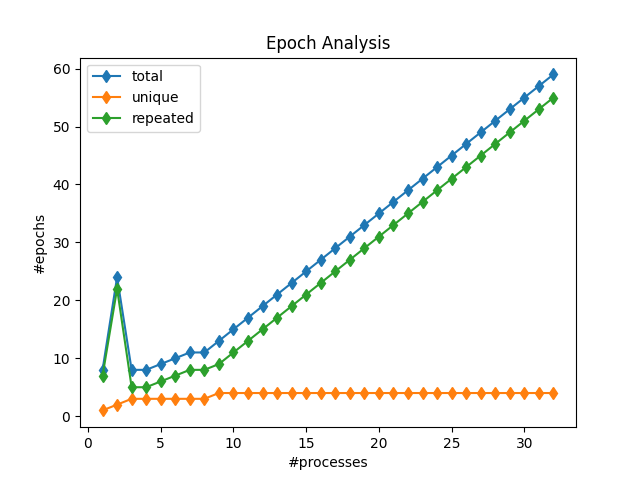 Epoch Analysis
total
unique
repeated
60
50
40
30
20
10
0
#epochs
0 5 10 15 20 25 30
#processes